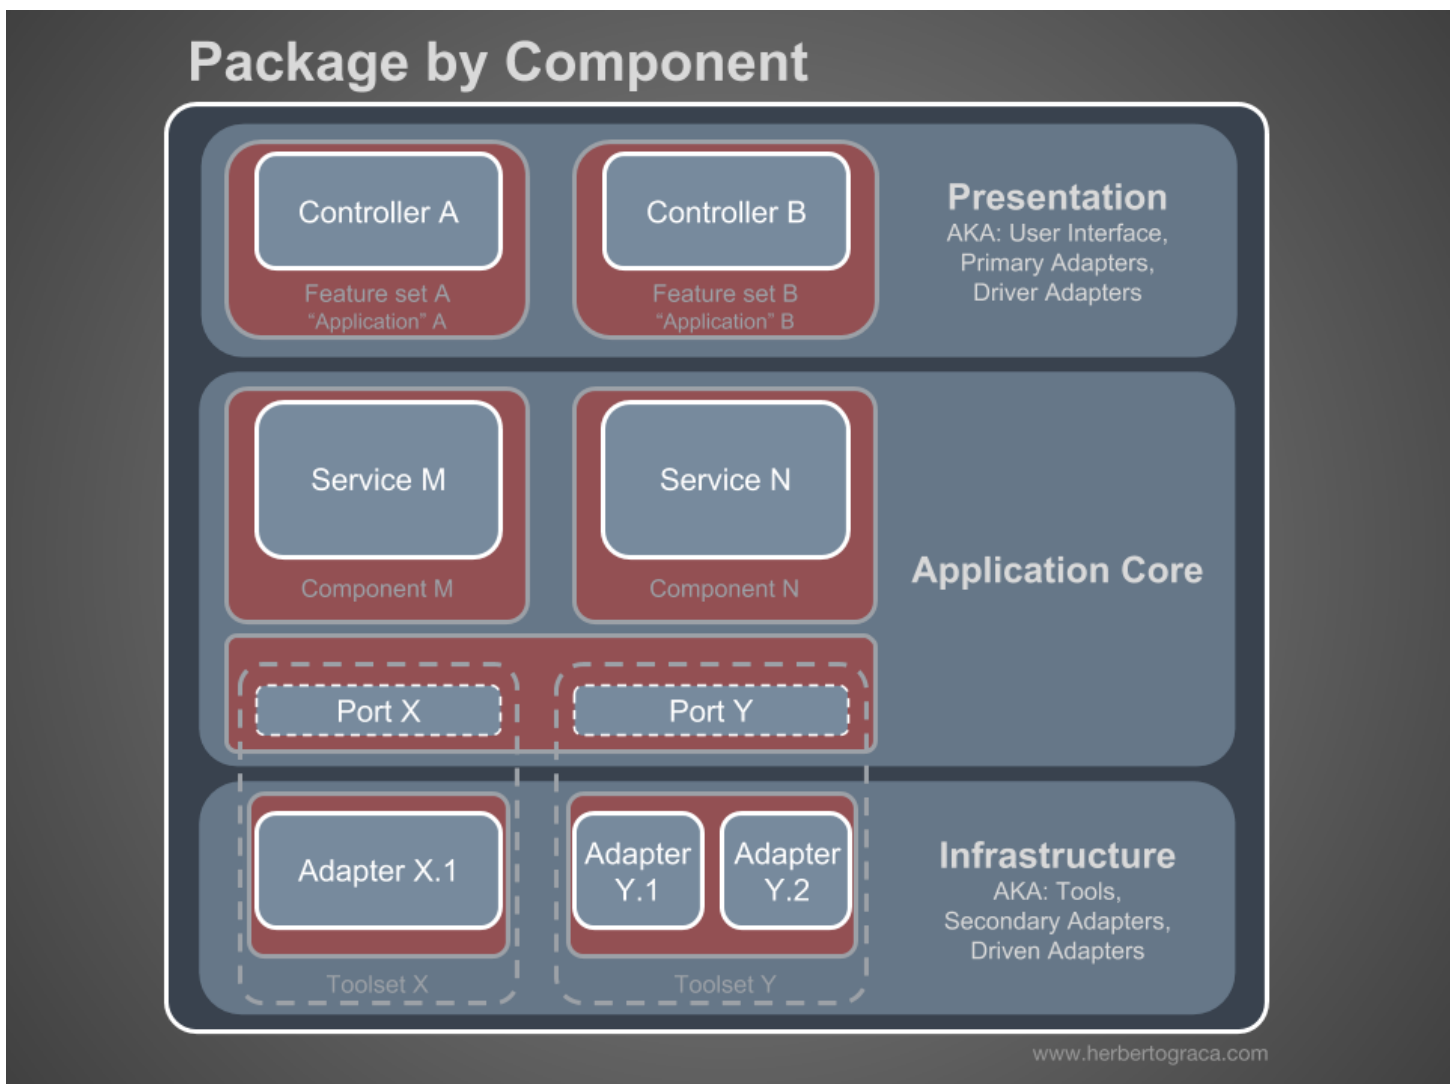 Package by Component
Controller A
Feature set A
“Application” A
Controller B
Feature set B
“Application” B
Presentation
AKA: User Interface,
Primary Adapters,
Driver Adapters
Service M
Component M
Service N
Component N
Application Core
Port X
Port Y
Adapter X.1
Toolset X
Adapter
Y.1
Adapter
Y.2
Toolset Y
Infrastructure
AKA: Tools,
Secondary Adapters,
Driven Adapters
www.herbertograca.com